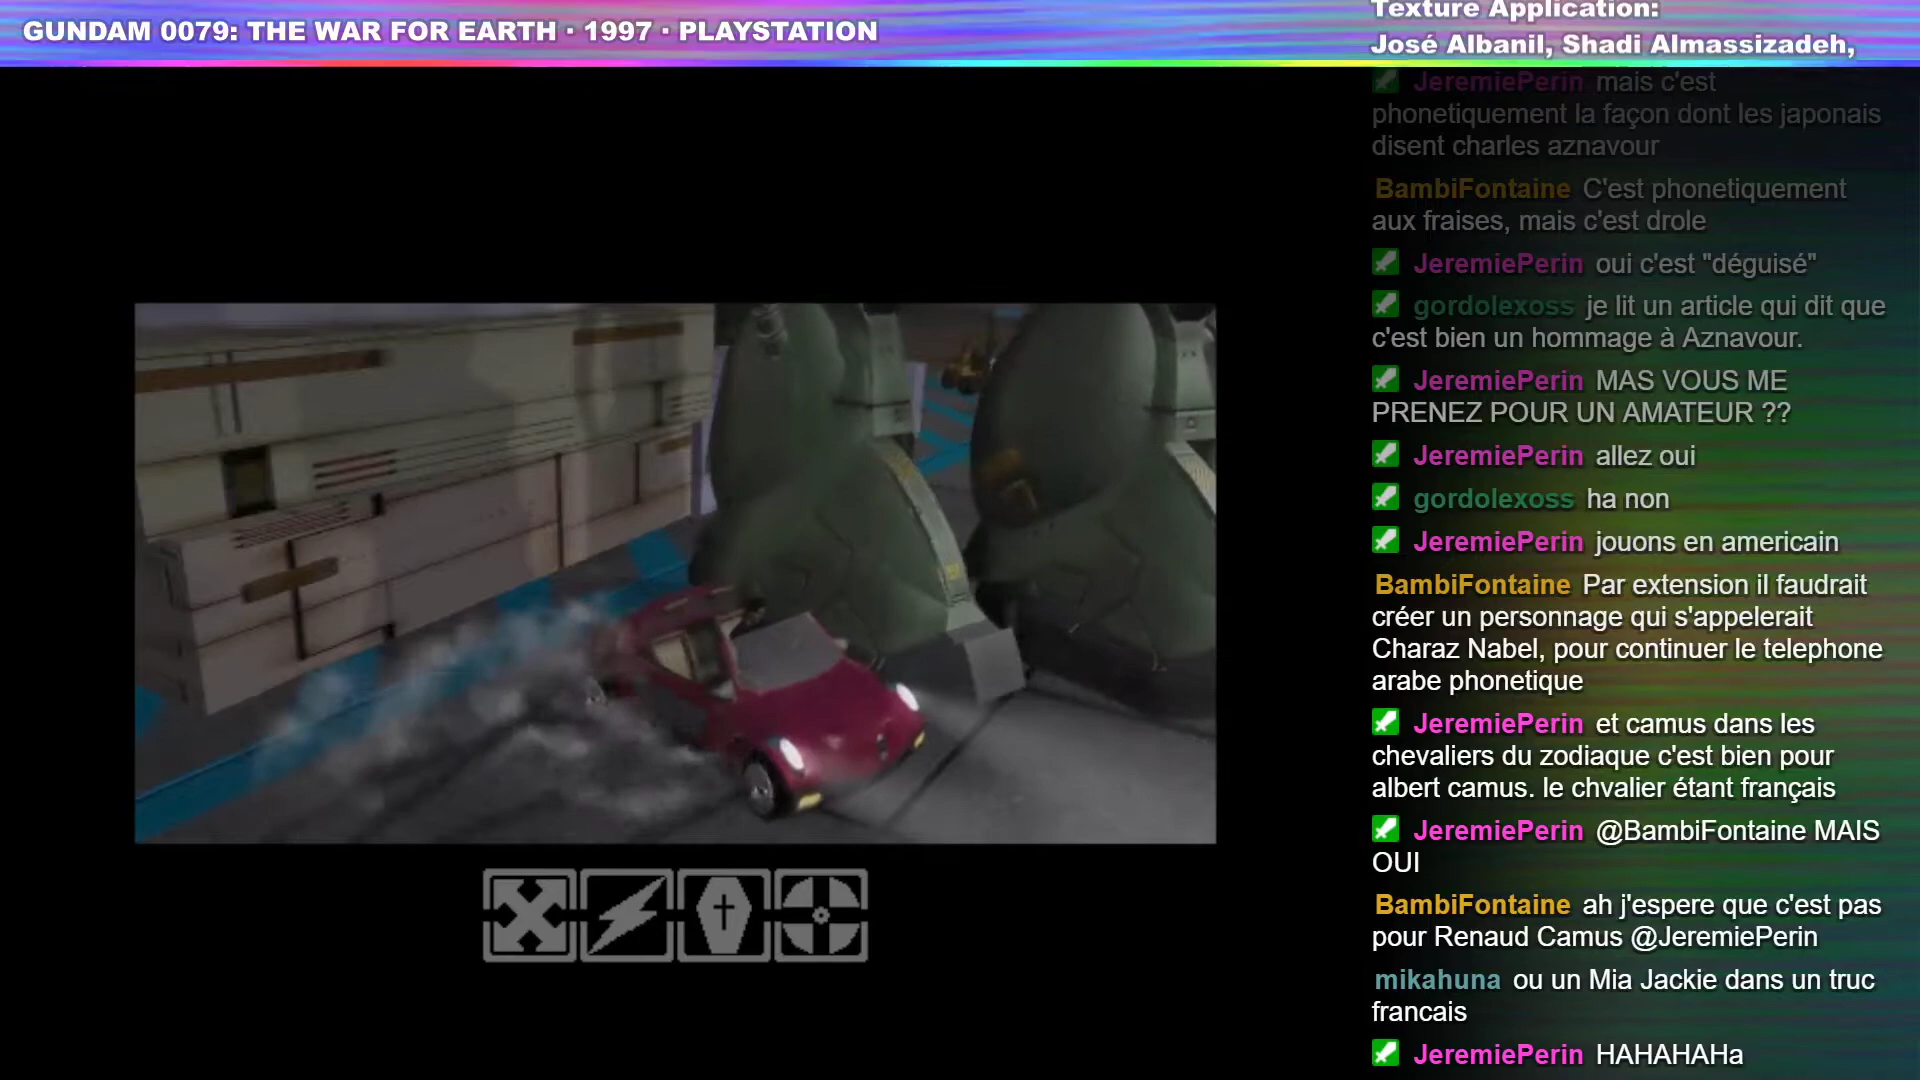 GUNDAM 0079: THE WAR FOR EARTH · 1997 · PLAYSTATION
Texture Application:
José Albanil, Shadi Almassizadeh,
JeremiePerin mais c'est
phonetiquement la façon dont les japonais
disent charles aznavour
BambiFontaine C'est phonetiquement
aux fraises, mais c'est drole
JeremiePerin oui c'est "déguisé"
gordolexoss je lit un article qui dit que
c'est bien un hommage à Aznavour.
JeremiePerin MAS VOUS ME
PRENEZ POUR UN AMATEUR ??
JeremiePerin allez oui
gordolexoss ha non
JeremiePerin jouons en americain
BambiFontaine Par extension il faudrait
créer un personnage qui s'appelerait
Charaz Nabel, pour continuer le telephone
arabe phonetique
JeremiePerin et camus dans les
chevaliers du zodiaque c'est bien pour
albert camus. le chvalier étant français
JeremiePerin @BambiFontaine MAIS
OUI
BambiFontaine ah j'espere que c'est pas
pour Renaud Camus @JeremiePerin
mikahuna ou un Mia Jackie dans un truc
francais
JeremiePerin HAHAHAHa